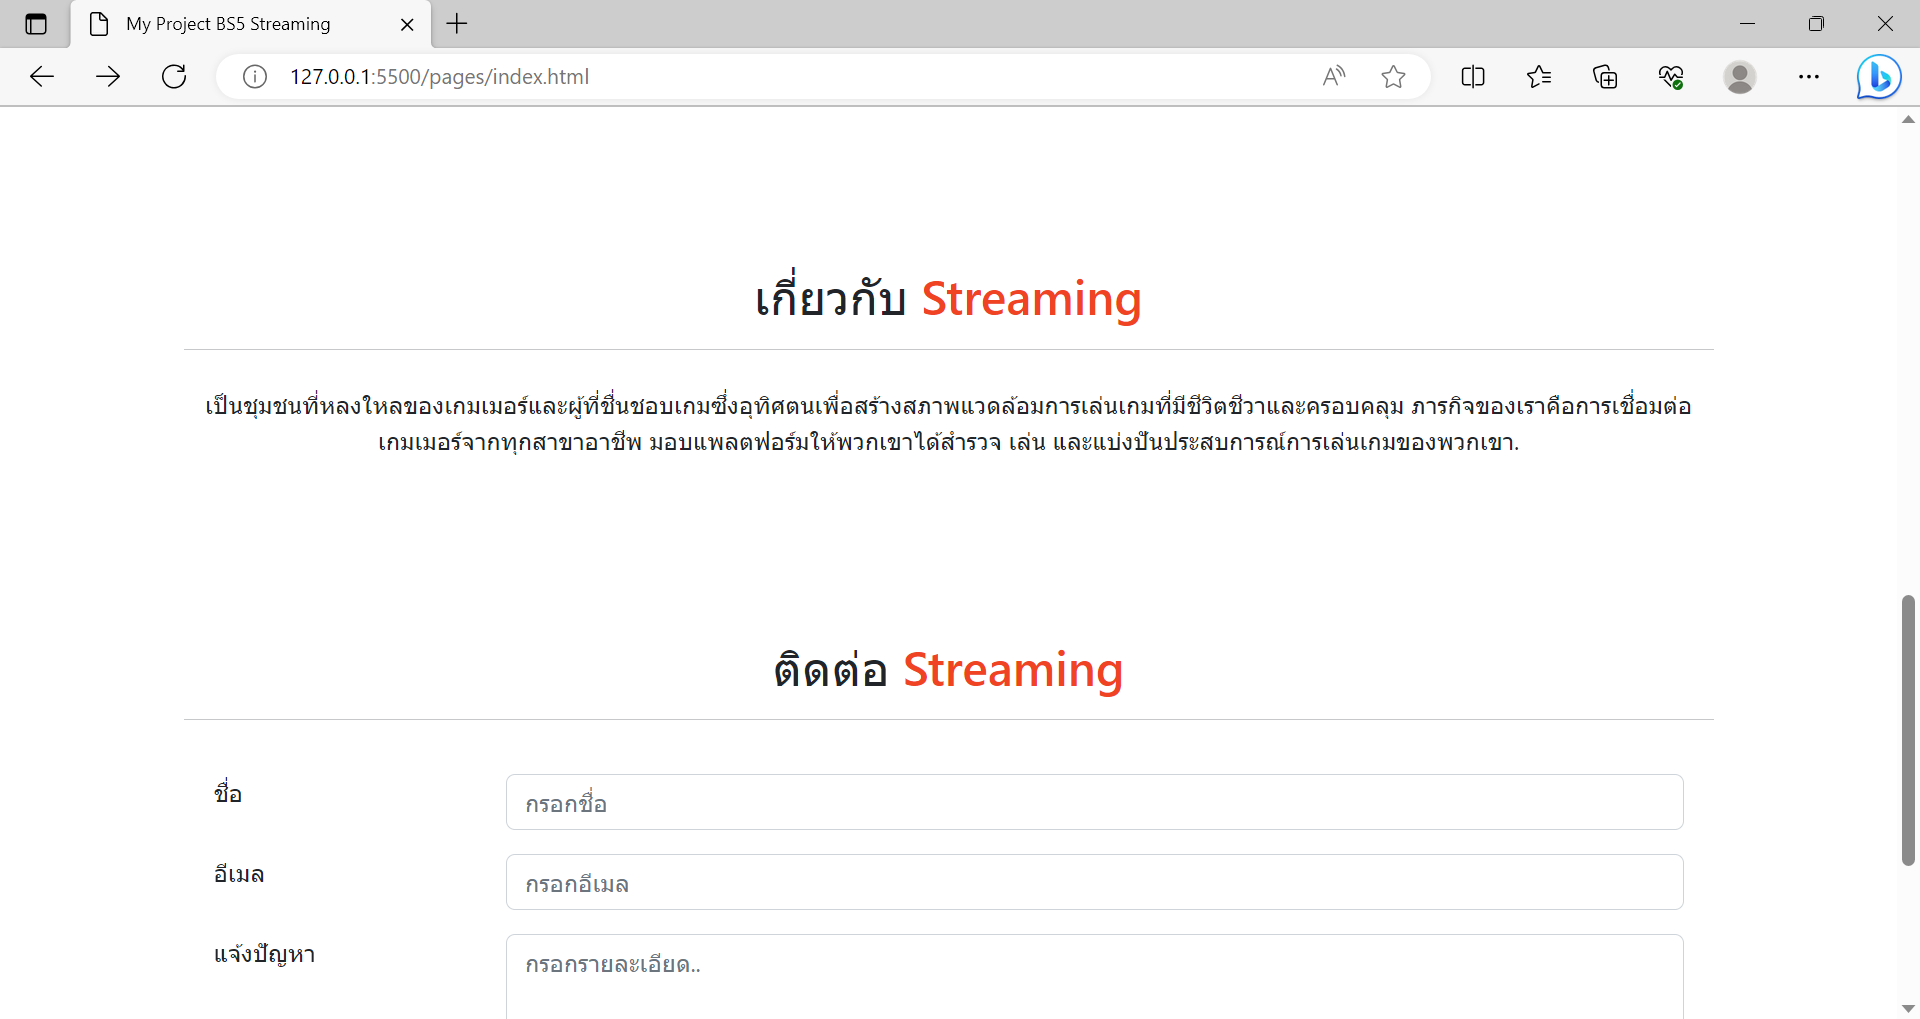 My Project BS5 Streaming
127.0.0.1:5500/pages/index.html
เกี่ยวกับ Streaming
เป็นชุมชนที่หลงใหลของเกมเมอร์และผู้ที่ชื่นชอบเกมซึ่งอุทิศตนเพื่อสร้างสภาพแวดล้อมการเล่นเกมที่มีชีวิตชีวาและครอบคลุม ภารกิจของเราคือการเชื่อมต่อ
เกมเมอร์จากทุกสาขาอาชีพ มอบแพลตฟอร์มให้พวกเขาได้สำรวจ เล่น และแบ่งปันประสบการณ์การเล่นเกมของพวกเขา.
ติดต่อ Streaming
ชื่อ
กรอกชื่อ
อีเมล
กรอกอีเมล
แจ้งปัญหา
กรอกรายละเอียด..